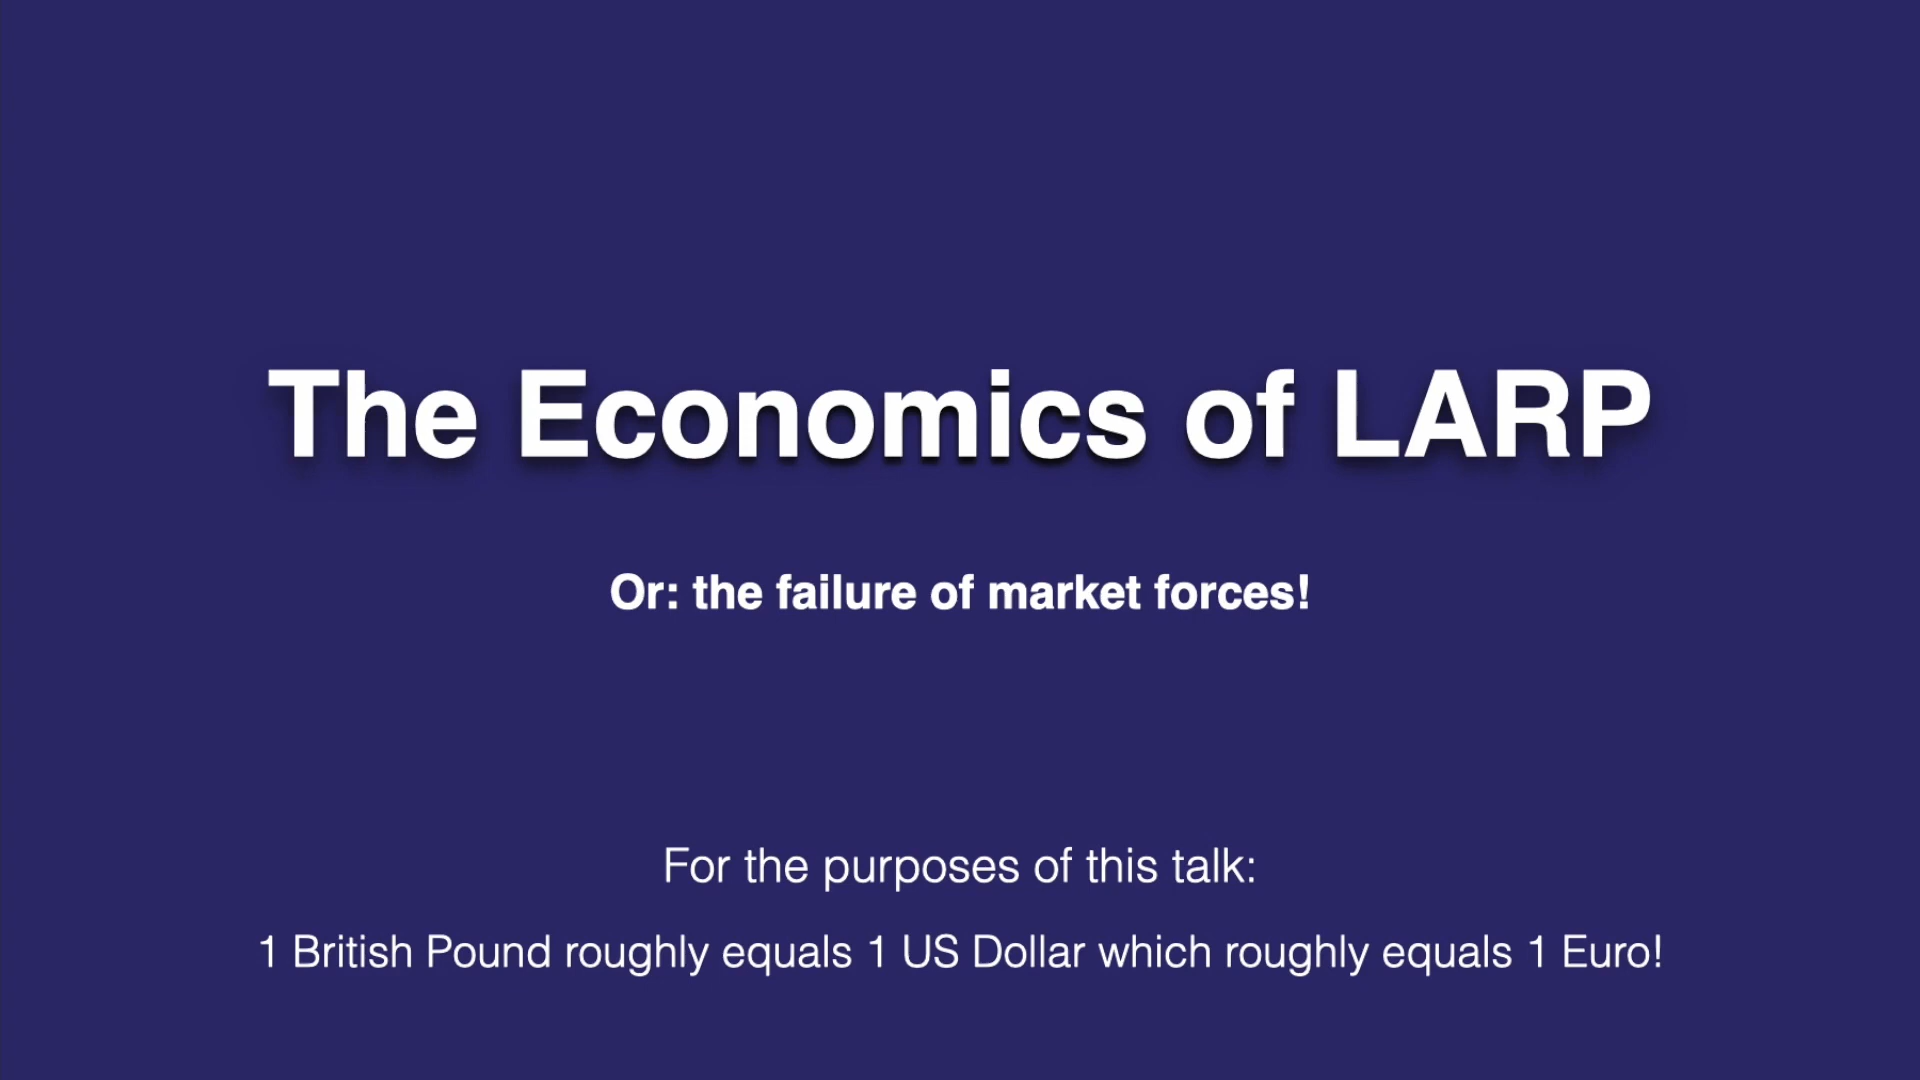 The Economics of LARP
Or: the failure of market forces!
For the purposes of this talk:
1 British Pound roughly equals 1 US Dollar which roughly equals 1 Euro!